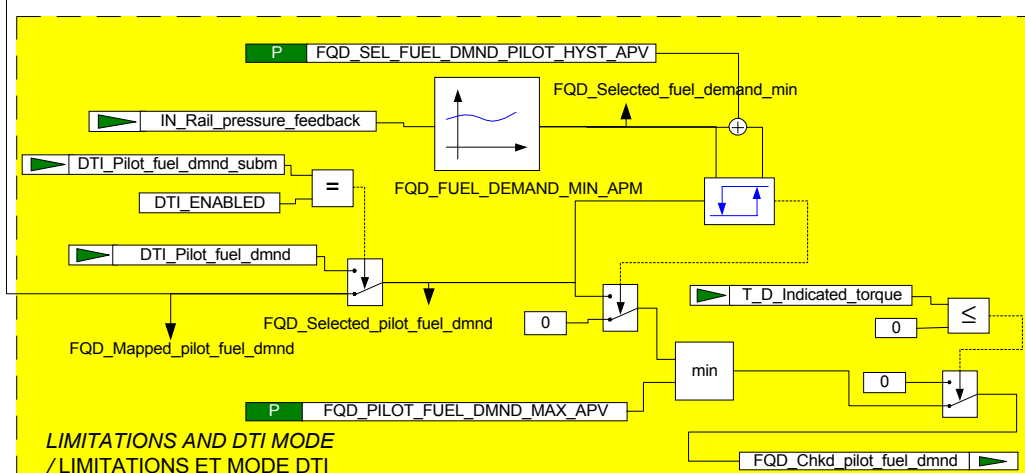 P FQD_SEL_FUEL_DMND_PILOT_HYST_APV
FQD_Selected_fuel_demand_min
IN_Rail_pressure_feedback
DTI_Pilot_fuel_dmnd_subm
=
FQD_FUEL_DEMAND_MIN_APM
DTI_ENABLED
DTI_Pilot_fuel_dmnd
T_D_Indicated_torque
0
≤
0
FQD_Selected_pilot_fuel_dmnd
FQD_Mapped_pilot_fuel_dmnd
min
0
P FQD_PILOT_FUEL_DMND_MAX_APV
LIMITATIONS AND DTI MODE
/ LIMITATIONS ET MODE DTI
FQD_Chkd_pilot_fuel_dmnd